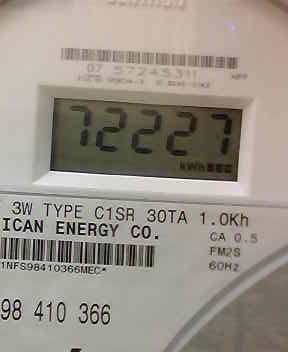 07 57245311
72227
kWh
3W TYPE C1SR 30TA 1.0Kh
ICAN ENERGY CO.
CA 0.5
FM2S
60Hz
1NFS98410366MEC*
98 410 366